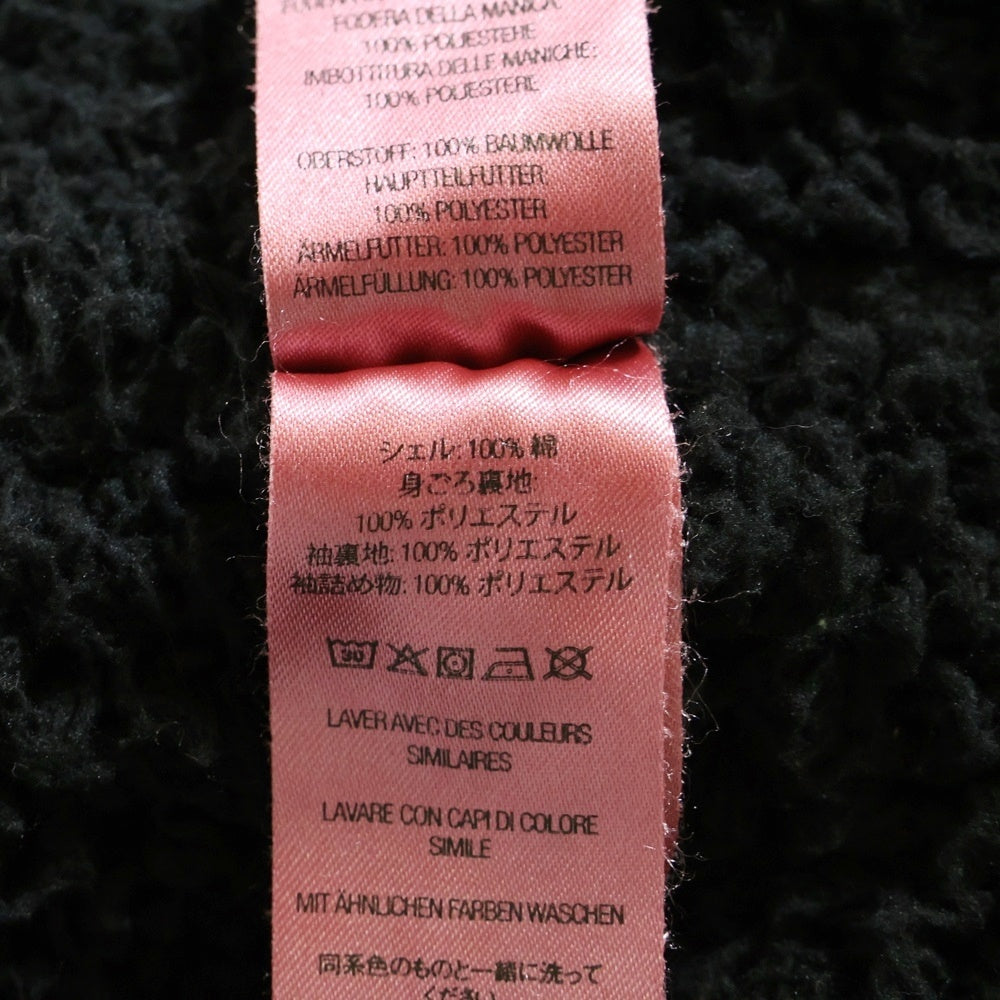 FODERA DELLA MANICA:
100% POLIESTERE
IMBOTTITURA DELLE MANICHE:
100% POLIESTERE
OBERSTOFF: 100% BAUMWOLLE
HAUPTTEILFUTTER:
100% POLYESTER
ÄRMELFUTTER: 100% POLYESTER
ÄRMELFÜLLUNG: 100% POLYESTER
シェル: 100% 綿
身ごろ裏地:
100% ポリエステル
袖裏地: 100% ポリエステル
袖詰め物: 100% ポリエステル
30
LAVER AVEC DES COULEURS
SIMILAIRES
LAVARE CON CAPI DI COLORE
SIMILE
MIT ÄHNLICHEN FARBEN WASCHEN
同系色のものと一緒に洗って
ください